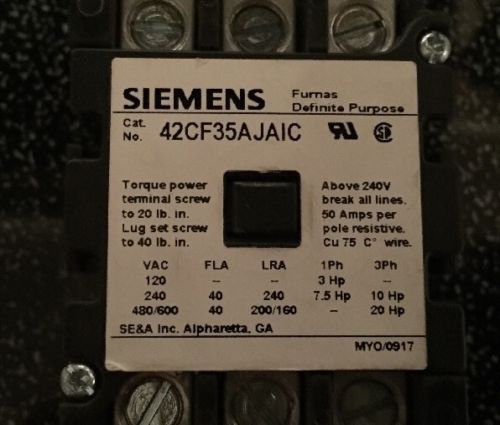 SIEMENS Furnas
Definite Purpose
Cat. No. 42CF35AJAIC
Torque power
terminal screw
to 20 lb. in.
Lug set screw
to 40 lb. in.
Above 240V
break all lines.
50 Amps per
pole resistive.
Cu 75 C° wire.
VAC FLA LRA 1Ph 3Ph
120 -- -- 3 Hp --
240 40 240 7.5 Hp 10 Hp
480/600 40 200/160 -- 20 Hp
SE&A Inc. Alpharetta, GA
MYO/0917